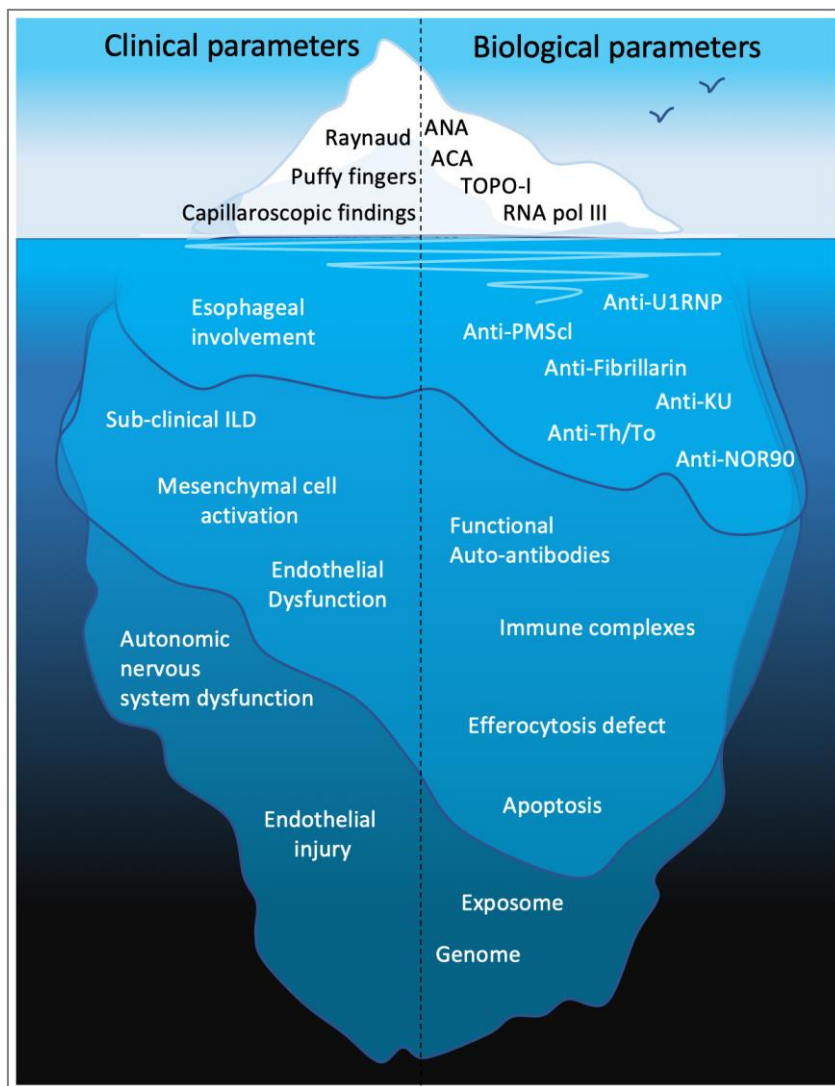 Clinical parameters
Biological parameters
Raynaud
Puffy fingers
Capillaroscopic findings
ANA
ACA
TOPO-I
RNA pol III
Esophageal
involvement
Sub-clinical ILD
Mesenchymal cell
activation
Endothelial
Dysfunction
Autonomic
nervous
system dysfunction
Endothelial
injury
Anti-U1RNP
Anti-PMScl
Anti-Fibrillarin
Anti-KU
Anti-Th/To
Anti-NOR90
Functional
Auto-antibodies
Immune complexes
Efferocytosis defect
Apoptosis
Exposome
Genome